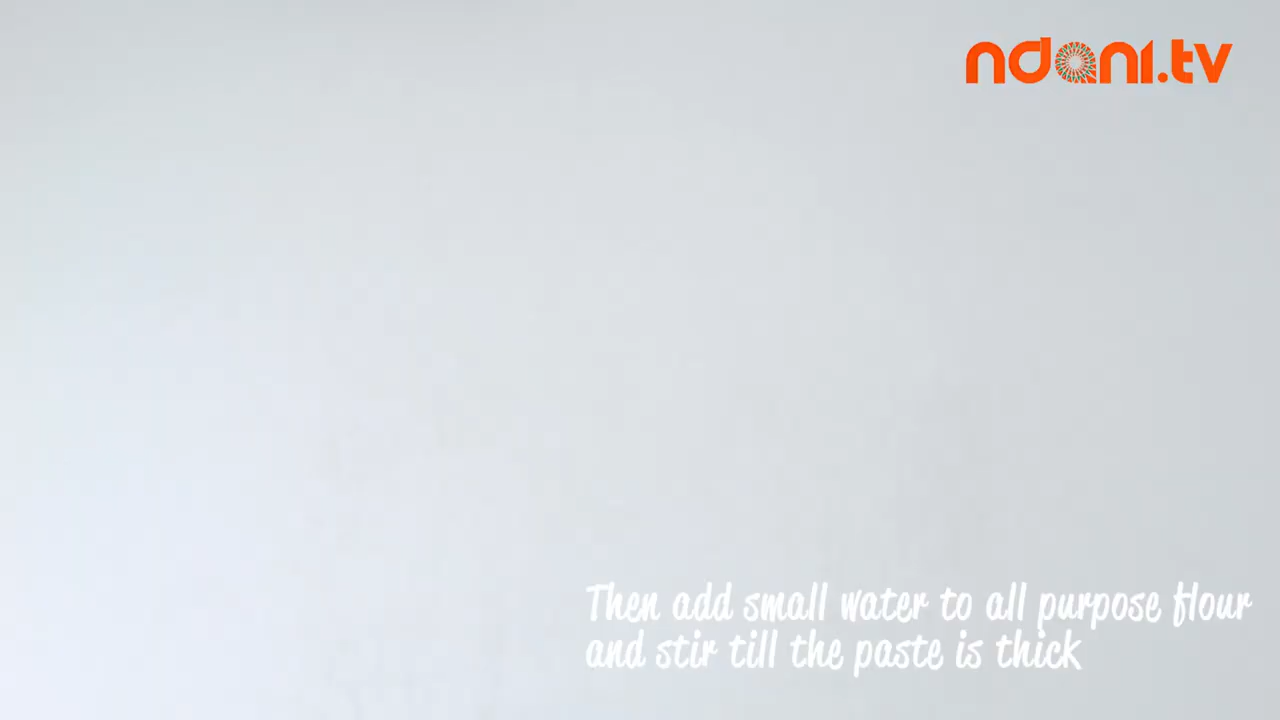 ndani.tv
Then add small water to all purpose flour
and stir till the paste is thick